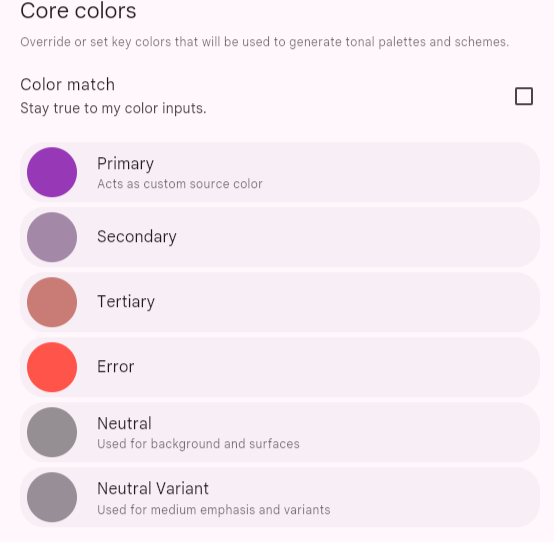 Core colors
Override or set key colors that will be used to generate tonal palettes and schemes.
Color match
Stay true to my color inputs.
Primary
Acts as custom source color
Secondary
Tertiary
Error
Neutral
Used for background and surfaces
Neutral Variant
Used for medium emphasis and variants